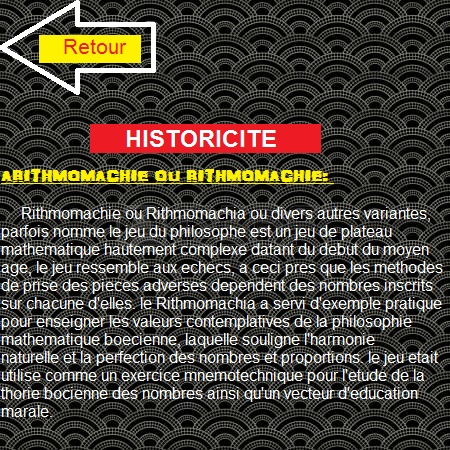 Retour
HISTORICITE
ARITHMOMACHIE OU RITHMOMACHIE:
Rithmomachie ou Rithmomachia ou divers autres variantes,
parfois nomme le jeu du philosophe est un jeu de plateau
mathematique hautement complexe datant du debut du moyen
age, le jeu ressemble aux echecs, a ceci pres que les methodes
de prise des pieces adverses dependent des nombres inscrits
sur chacune d'elles. le Rithmomachia a servi d'exemple pratique
pour enseigner les valeurs contemplatives de la philosophie
mathematique boecienne, laquelle souligne l'harmonie
naturelle et la perfection des nombres et proportions. le jeu etait
utilise comme un exercice mnemotechnique pour l'etude de la
thorie bocienne des nombres ainsi qu'un vecteur d'education
marale.